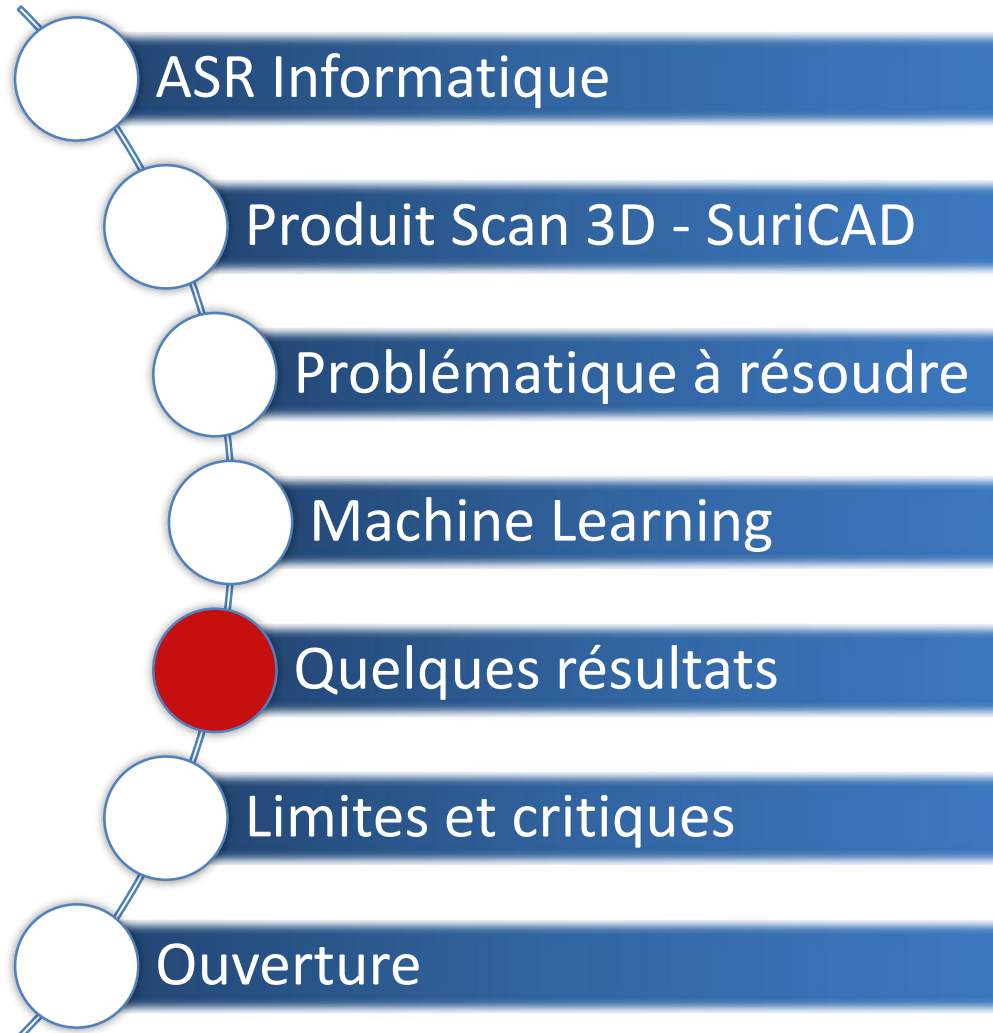 ASR Informatique
Produit Scan 3D - SuriCAD
Problématique à résoudre
Machine Learning
Quelques résultats
Limites et critiques
Ouverture